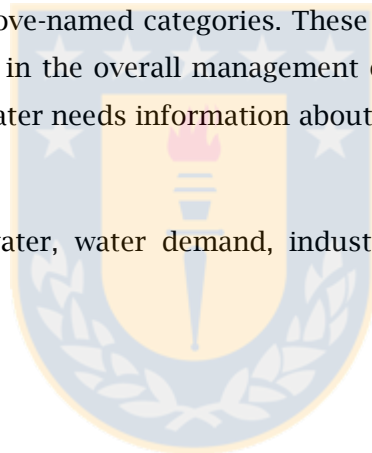 ove-named categories. These
in the overall management
ater needs information about
ater, water demand, indust